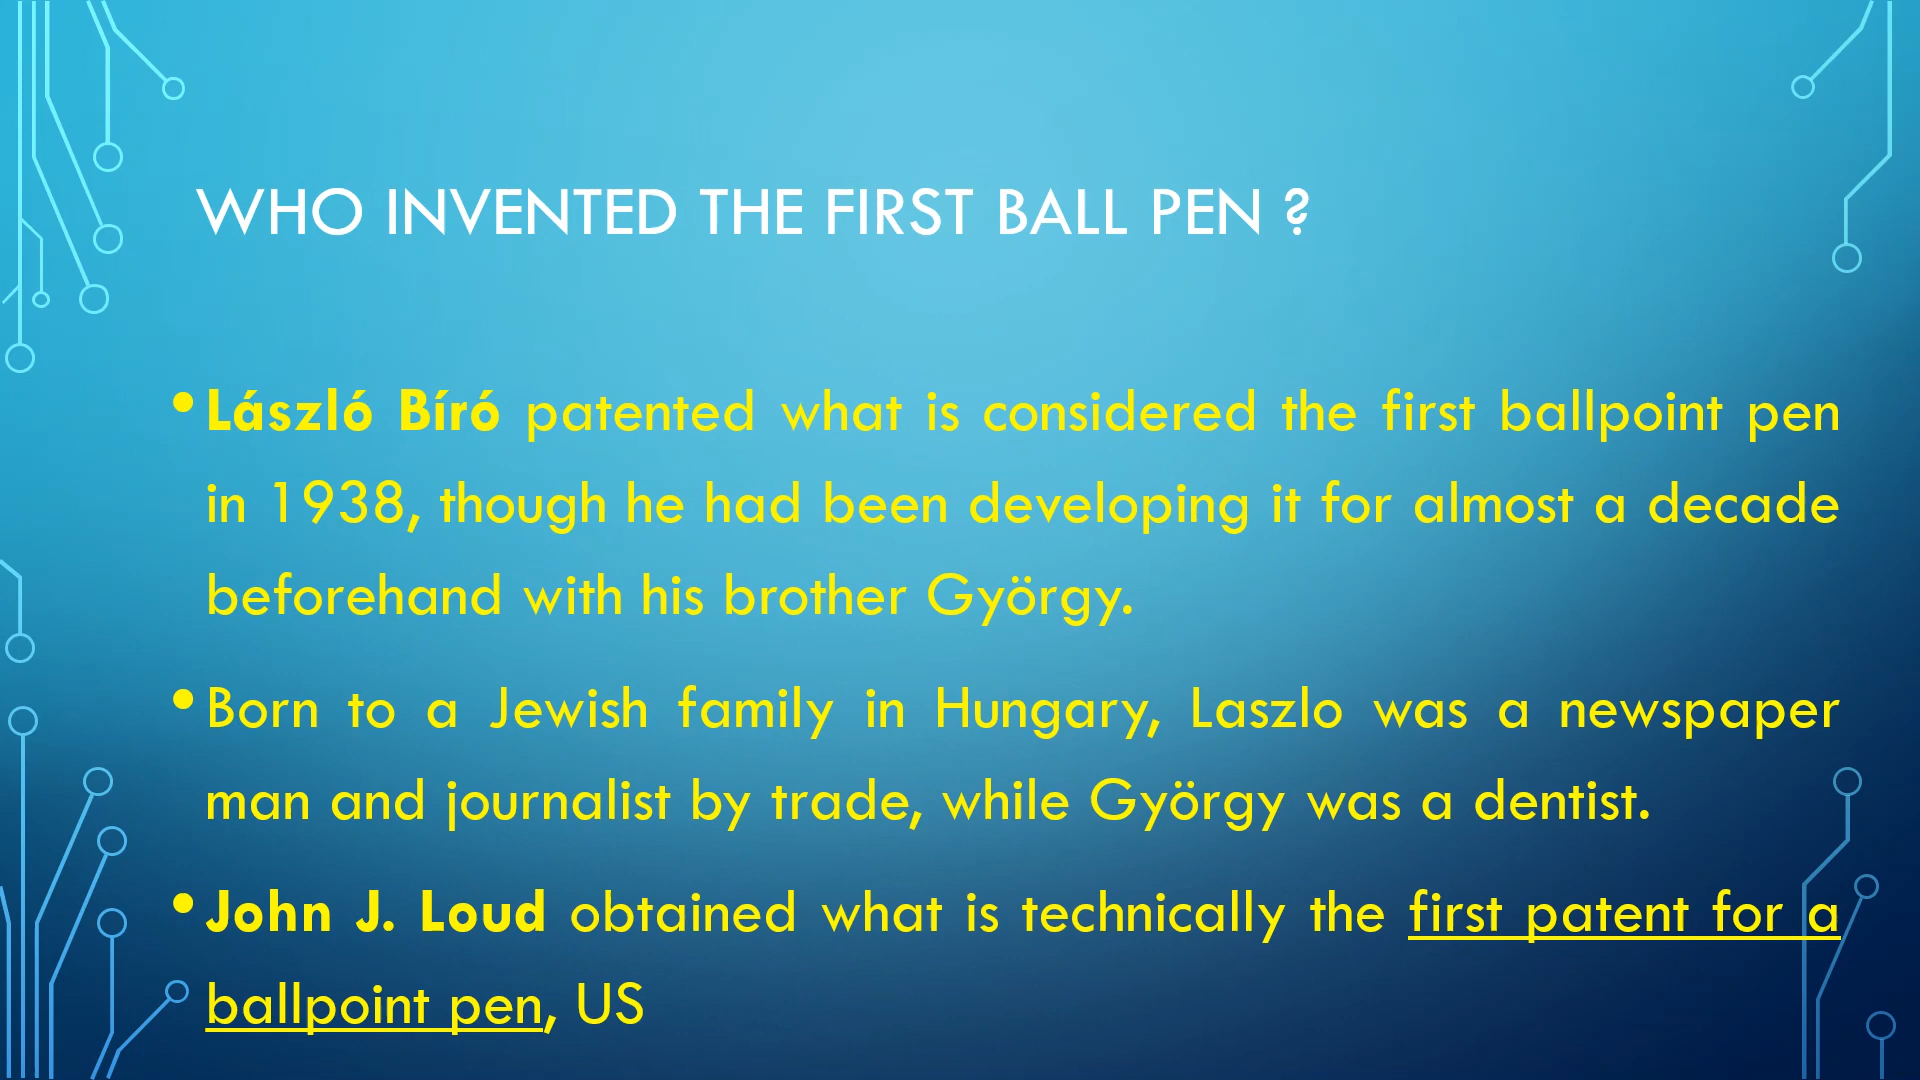 WHO INVENTED THE FIRST BALL PEN ?
• László Bíró patented what is considered the first ballpoint pen
in 1938, though he had been developing it for almost a decade
beforehand with his brother György.
• Born to a Jewish family in Hungary, Laszlo was a newspaper
man and journalist by trade, while György was a dentist.
• John J. Loud obtained what is technically the first patent for a
ballpoint pen, US